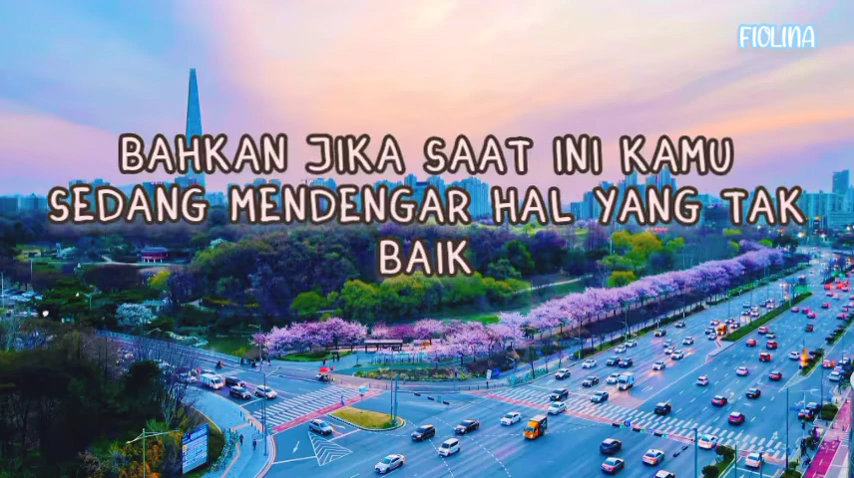 FIOLINA
BAHKAN JIKA SAAT INI KAMU
SEDANG MENDENGAR HAL YANG TAK
BAIK